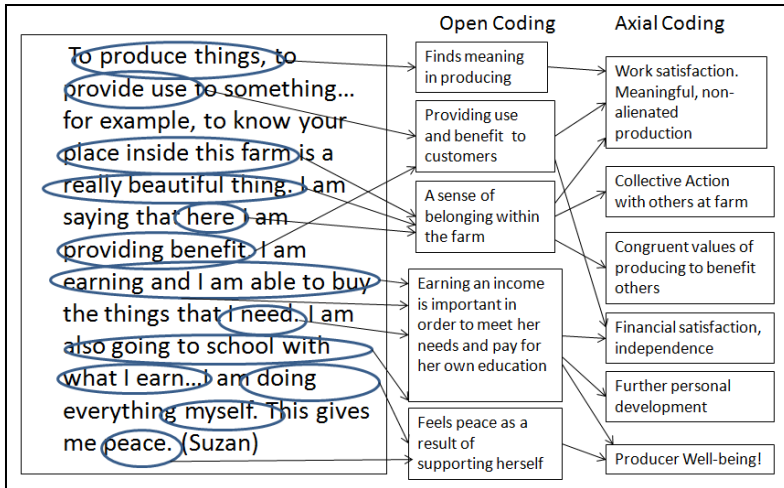 Open Coding
Axial Coding
To produce things, to
provide use to something...
for example, to know your
place inside this farm is a
really beautiful thing. I am
saying that here I am
providing benefit. I am
earning and I am able to buy
the things that I need. I am
also going to school with
what I earn...I am doing
everything myself. This gives
me peace. (Suzan)
Finds meaning
in producing
Providing use
and benefit to
customers
A sense of
belonging within
the farm
Earning an income
is important in
order to meet her
needs and pay for
her own education
Feels peace as a
result of
supporting herself
Work satisfaction.
Meaningful, non-
alienated
production
Collective Action
with others at farm
Congruent values of
producing to benefit
others
Financial satisfaction,
independence
Further personal
development
Producer Well-being!